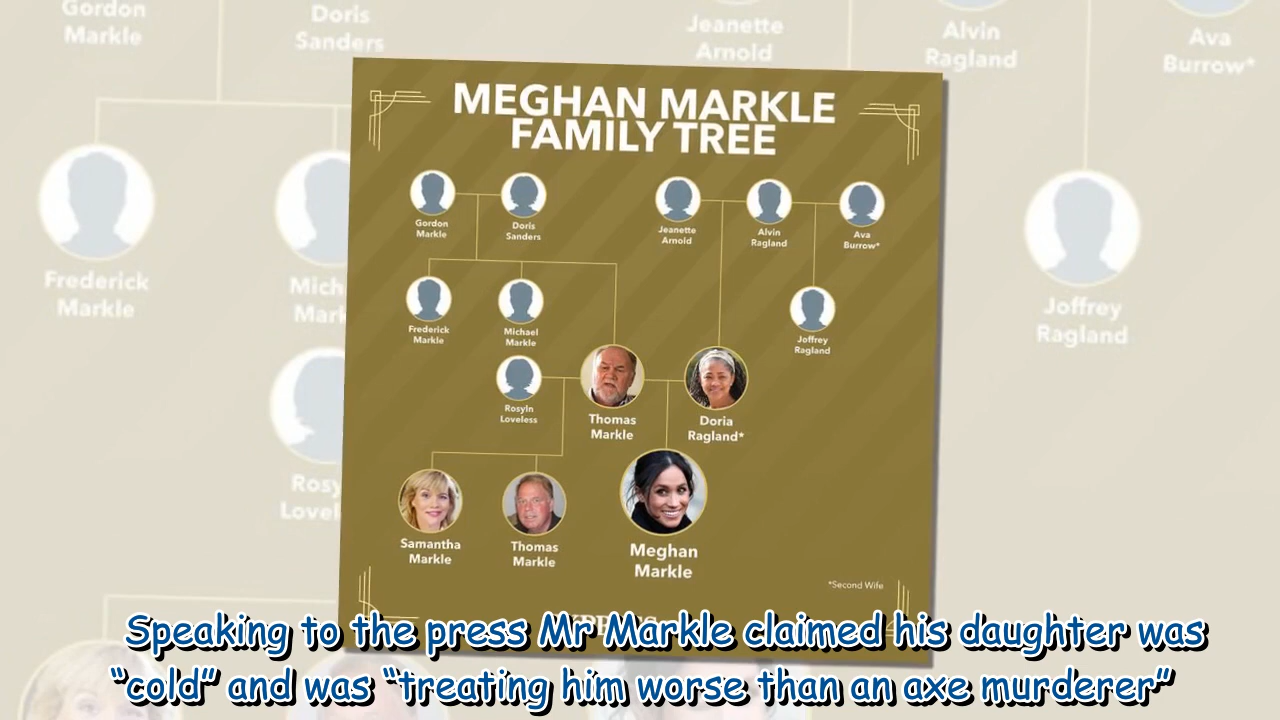 Gordon
Markle
Doris
Sanders
Jeanette
Arnold
Alvin
Ragland
Ava
Burrow*
MEGHAN MARKLE
FAMILY TREE
Gordon
Markle
Doris
Sanders
Jeanette
Arnold
Alvin
Ragland
Ava
Burrow*
Frederick
Markle
Frederick
Markle
Michael
Markle
Joffrey
Ragland
Joffrey
Ragland
Rosyln
Loveless
Thomas
Markle
Doria
Ragland*
Samantha
Markle
Thomas
Markle
Meghan
Markle
*Second Wife
Speaking to the press Mr Markle claimed his daughter was
“cold” and was “treating him worse than an axe murderer”